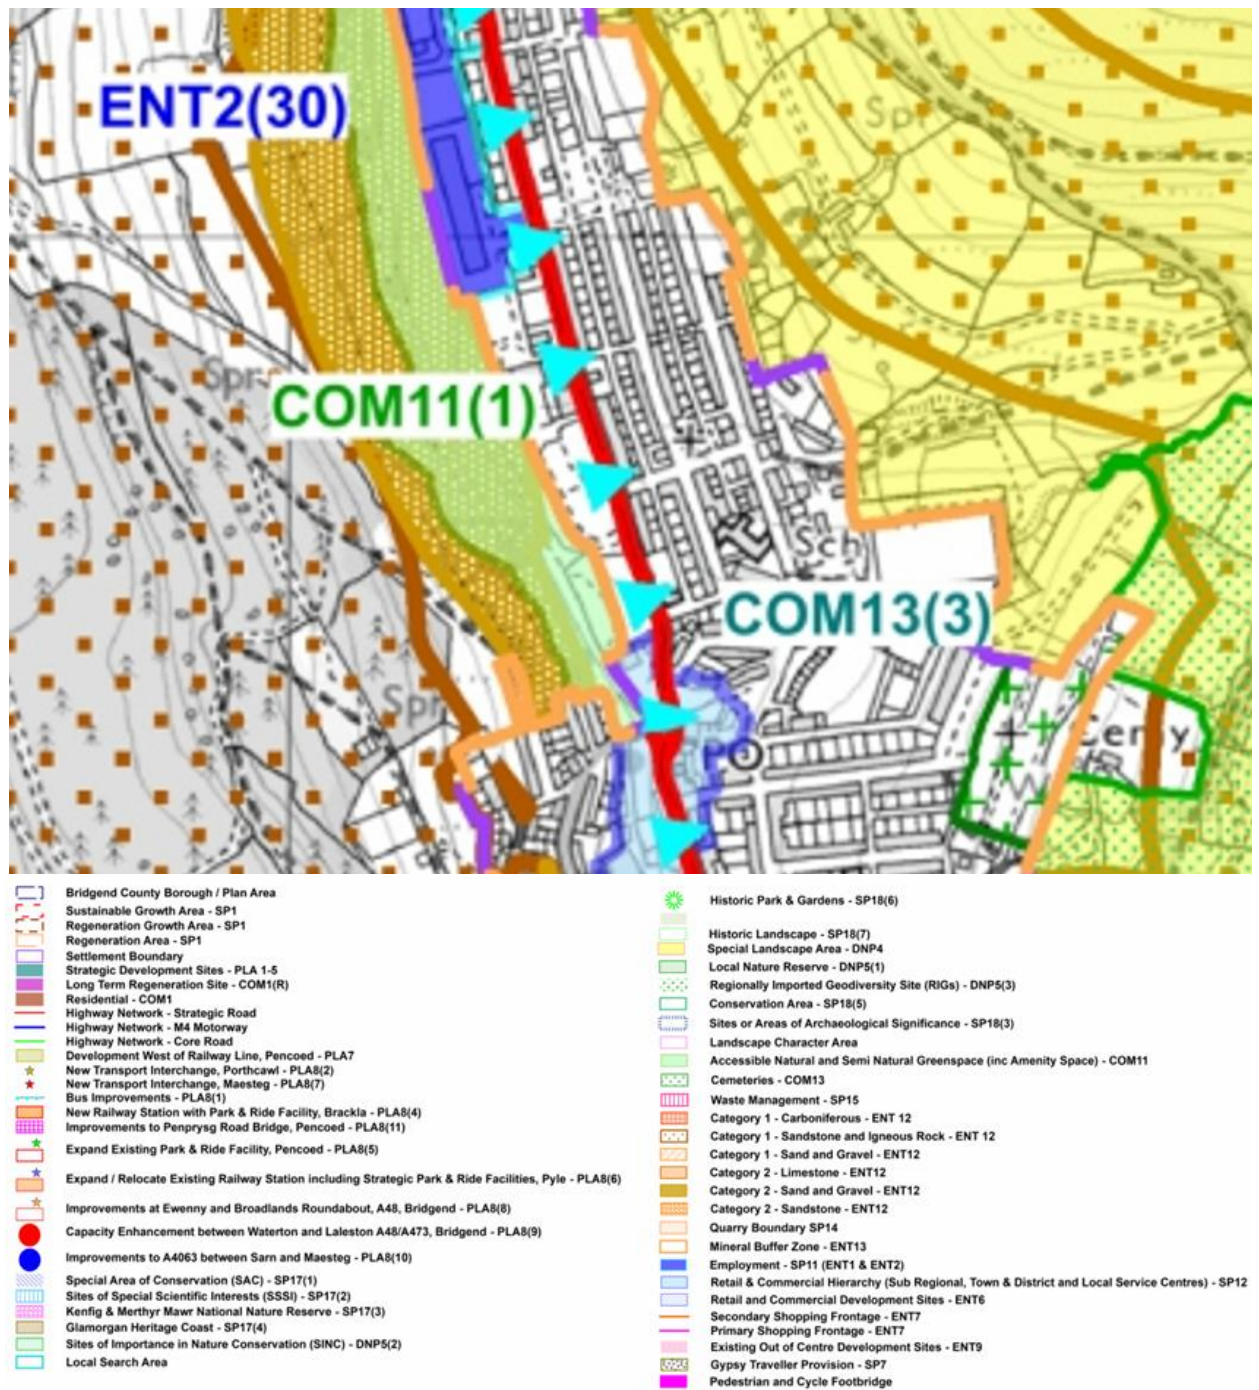 ENT2(30)
Spr
Spr
COM11(1)
Sch
COM13(3)
Spr
PO
Cemy
Bridgend County Borough / Plan Area
Sustainable Growth Area - SP1
Regeneration Growth Area - SP1
Regeneration Area - SP1
Settlement Boundary
Strategic Development Sites - PLA 1-5
Long Term Regeneration Site - COM1(R)
Residential - COM1
Highway Network - Strategic Road
Highway Network - M4 Motorway
Highway Network - Core Road
Development West of Railway Line, Pencoed - PLA7
New Transport Interchange, Porthcawl - PLA8(2)
New Transport Interchange, Maesteg - PLA8(7)
Bus Improvements - PLA8(1)
New Railway Station with Park & Ride Facility, Brackla - PLA8(4)
Improvements to Penprysg Road Bridge, Pencoed - PLA8(11)
Expand Existing Park & Ride Facility, Pencoed - PLA8(5)
Expand / Relocate Existing Railway Station including Strategic Park & Ride Facilities, Pyle - PLA8(6)
Improvements at Ewenny and Broadlands Roundabout, A48, Bridgend - PLA8(8)
Capacity Enhancement between Waterton and Laleston A48/A473, Bridgend - PLA8(9)
Improvements to A4063 between Sarn and Maesteg - PLA8(10)
Special Area of Conservation (SAC) - SP17(1)
Sites of Special Scientific Interests (SSSI) - SP17(2)
Kenfig & Merthyr Mawr National Nature Reserve - SP17(3)
Glamorgan Heritage Coast - SP17(4)
Sites of Importance in Nature Conservation (SINC) - DNP5(2)
Local Search Area
Historic Park & Gardens - SP18(6)
Historic Landscape - SP18(7)
Special Landscape Area - DNP4
Local Nature Reserve - DNP5(1)
Regionally Imported Geodiversity Site (RIGs) - DNP5(3)
Conservation Area - SP18(5)
Sites or Areas of Archaeological Significance - SP18(3)
Landscape Character Area
Accessible Natural and Semi Natural Greenspace (inc Amenity Space) - COM11
Cemeteries - COM13
Waste Management - SP15
Category 1 - Carboniferous - ENT 12
Category 1 - Sandstone and Igneous Rock - ENT 12
Category 1 - Sand and Gravel - ENT12
Category 2 - Limestone - ENT12
Category 2 - Sand and Gravel - ENT12
Category 2 - Sandstone - ENT12
Quarry Boundary SP14
Mineral Buffer Zone - ENT13
Employment - SP11 (ENT1 & ENT2)
Retail & Commercial Hierarchy (Sub Regional, Town & District and Local Service Centres) - SP12
Retail and Commercial Development Sites - ENT6
Secondary Shopping Frontage - ENT7
Primary Shopping Frontage - ENT7
Existing Out of Centre Development Sites - ENT9
Gypsy Traveller Provision - SP7
Pedestrian and Cycle Footbridge